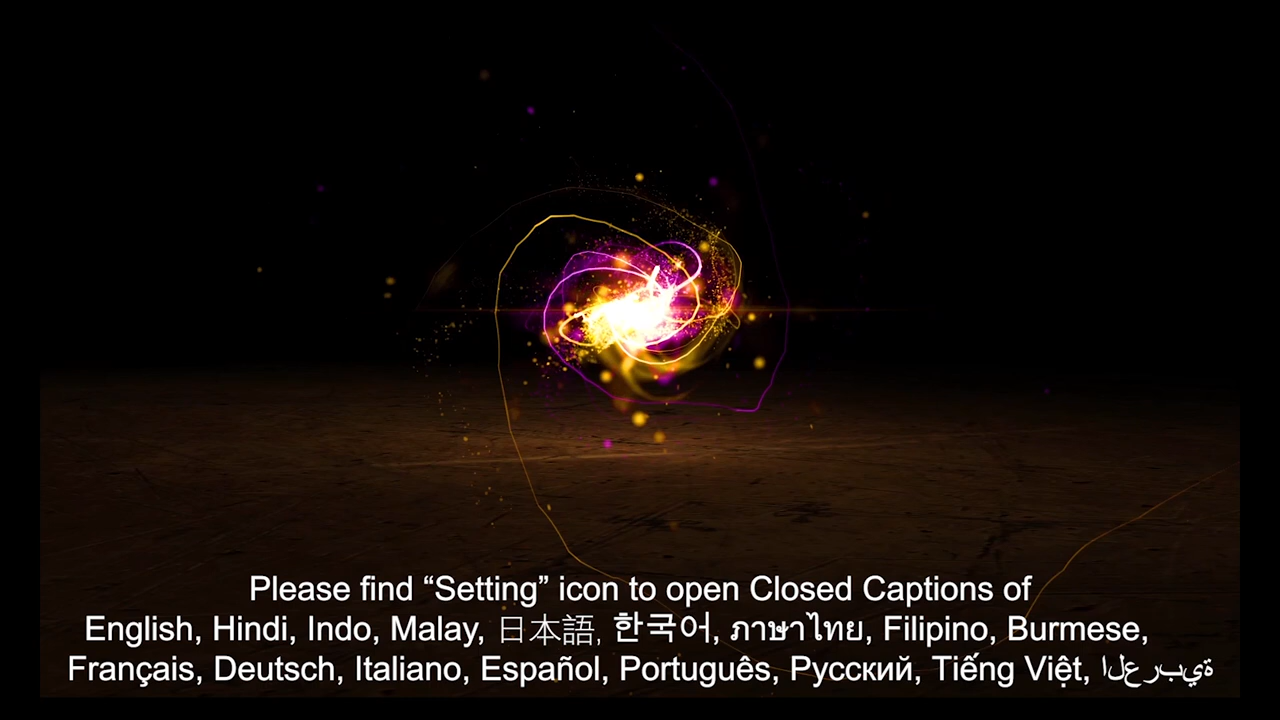 Please find “Setting” icon to open Closed Captions of
English, Hindi, Indo, Malay, 日本語, 한국어, ภาษาไทย, Filipino, Burmese,
Français, Deutsch, Italiano, Español, Português, Русский, Tiếng Việt, العربية